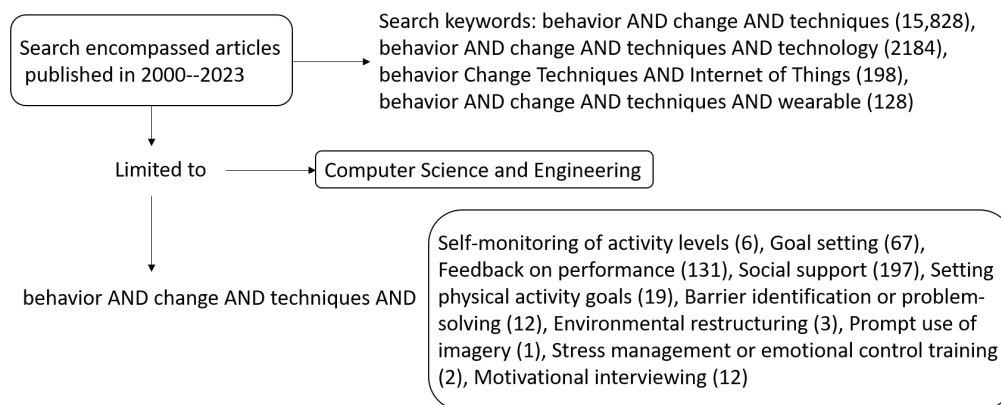 Search encompassed articles
published in 2000--2023
Search keywords: behavior AND change AND techniques (15,828),
behavior AND change AND techniques AND technology (2184),
behavior Change Techniques AND Internet of Things (198),
behavior AND change AND techniques AND wearable (128)
Limited to
Computer Science and Engineering
behavior AND change AND techniques AND
Self-monitoring of activity levels (6), Goal setting (67),
Feedback on performance (131), Social support (197), Setting
physical activity goals (19), Barrier identification or problem-
solving (12), Environmental restructuring (3), Prompt use of
imagery (1), Stress management or emotional control training
(2), Motivational interviewing (12)